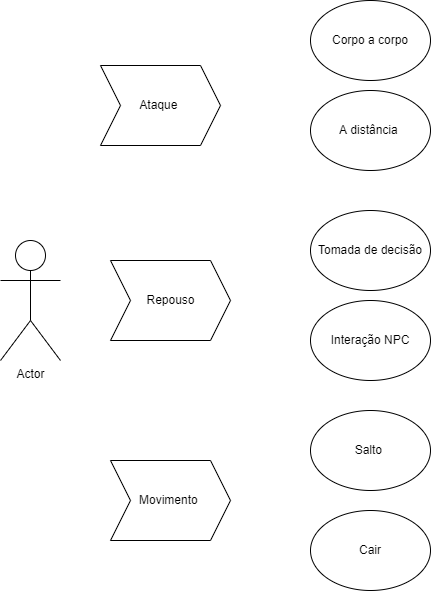 Corpo a corpo
Ataque
A distância
Tomada de decisão
Repouso
Interação NPC
Actor
Salto
Movimento
Cair